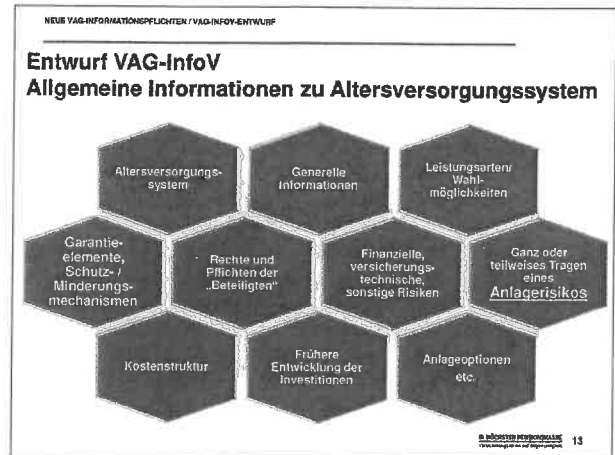 NEUE VAG-INFORMATIONSPFLICHTEN / VAG-INFOV-ENTWURF
Entwurf VAG-InfoV
Allgemeine Informationen zu Altersversorgungssystem
Altersversorgungs-
system
Generelle
Informationen
Leistungsarten/
Wahl-
möglichkeiten
Garantie-
elemente,
Schutz- /
Minderungs-
mechanismen
Rechte und
Pflichten der
„Beteiligten“
Finanzielle,
versicherungs-
technische,
sonstige Risiken
Ganz oder
teilweises Tragen
eines
Anlagerisikos
Kostenstruktur
Frühere
Entwicklung der
Investitionen
Anlageoptionen
etc.
HÖCHSTER PENSIONSKASSE
13